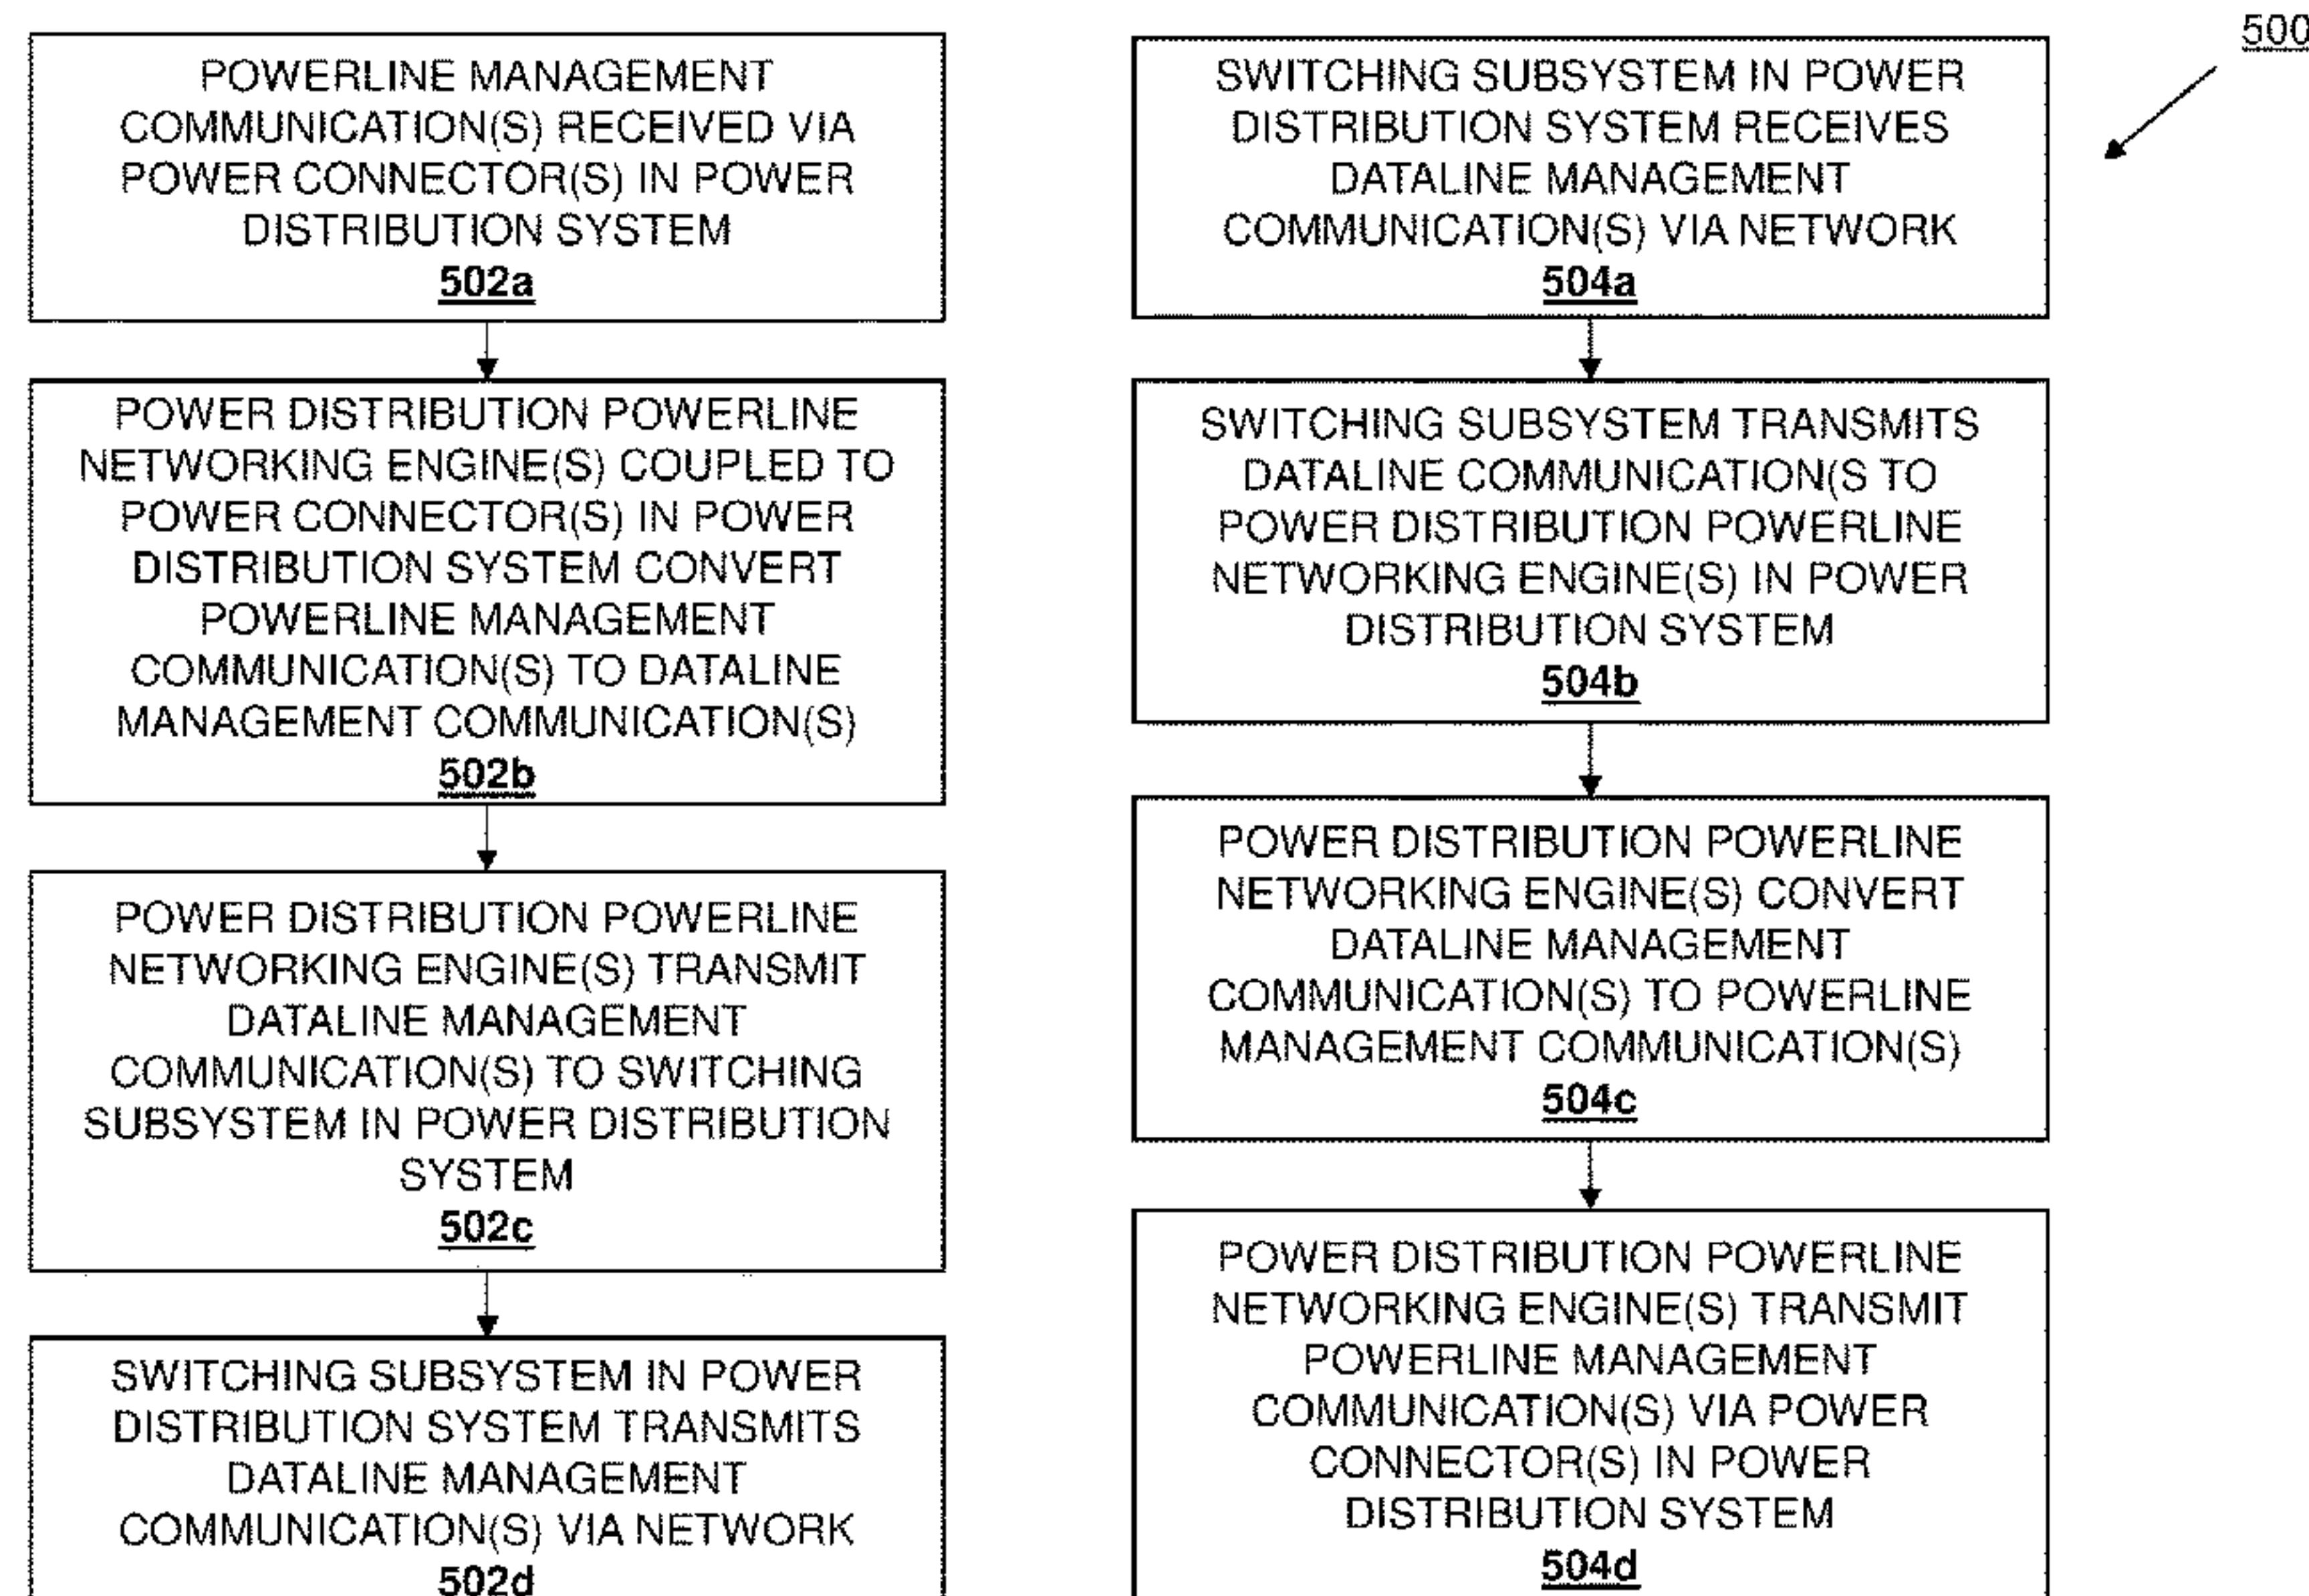 500
POWERLINE MANAGEMENT
COMMUNICATION(S) RECEIVED VIA
POWER CONNECTOR(S) IN POWER
DISTRIBUTION SYSTEM
502a
POWER DISTRIBUTION POWERLINE
NETWORKING ENGINE(S) COUPLED TO
POWER CONNECTOR(S) IN POWER
DISTRIBUTION SYSTEM CONVERT
POWERLINE MANAGEMENT
COMMUNICATION(S) TO DATALINE
MANAGEMENT COMMUNICATION(S)
502b
POWER DISTRIBUTION POWERLINE
NETWORKING ENGINE(S) TRANSMIT
DATALINE MANAGEMENT
COMMUNICATION(S) TO SWITCHING
SUBSYSTEM IN POWER DISTRIBUTION
SYSTEM
502c
SWITCHING SUBSYSTEM IN POWER
DISTRIBUTION SYSTEM TRANSMITS
DATALINE MANAGEMENT
COMMUNICATION(S) VIA NETWORK
502d
SWITCHING SUBSYSTEM IN POWER
DISTRIBUTION SYSTEM RECEIVES
DATALINE MANAGEMENT
COMMUNICATION(S) VIA NETWORK
504a
SWITCHING SUBSYSTEM TRANSMITS
DATALINE COMMUNICATION(S TO
POWER DISTRIBUTION POWERLINE
NETWORKING ENGINE(S) IN POWER
DISTRIBUTION SYSTEM
504b
POWER DISTRIBUTION POWERLINE
NETWORKING ENGINE(S) CONVERT
DATALINE MANAGEMENT
COMMUNICATION(S) TO POWERLINE
MANAGEMENT COMMUNICATION(S)
504c
POWER DISTRIBUTION POWERLINE
NETWORKING ENGINE(S) TRANSMIT
POWERLINE MANAGEMENT
COMMUNICATION(S) VIA POWER
CONNECTOR(S) IN POWER
DISTRIBUTION SYSTEM
504d